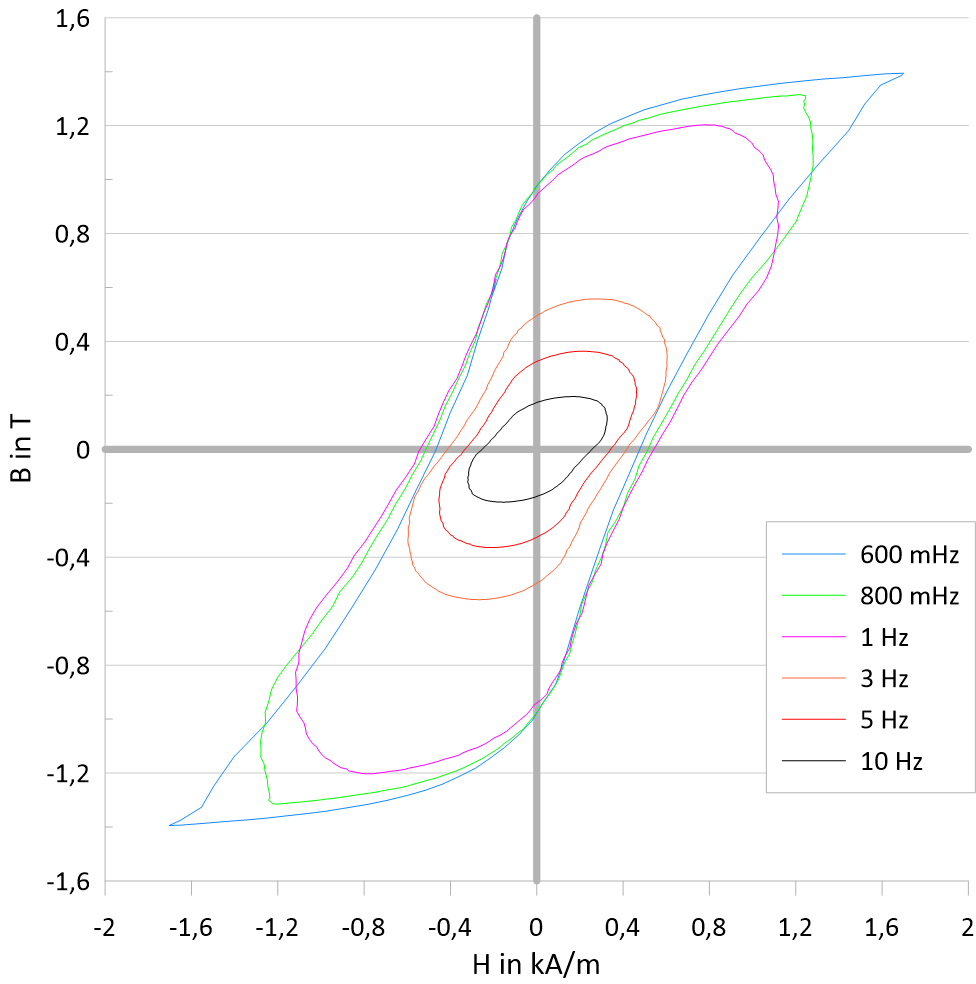 1,6
1,2
0,8
0,4
0
-0,4
-0,8
-1,2
-1,6
B in T
600 mHz
800 mHz
1 Hz
3 Hz
5 Hz
10 Hz
-2 -1,6 -1,2 -0,8 -0,4 0 0,4 0,8 1,2 1,6 2
H in kA/m